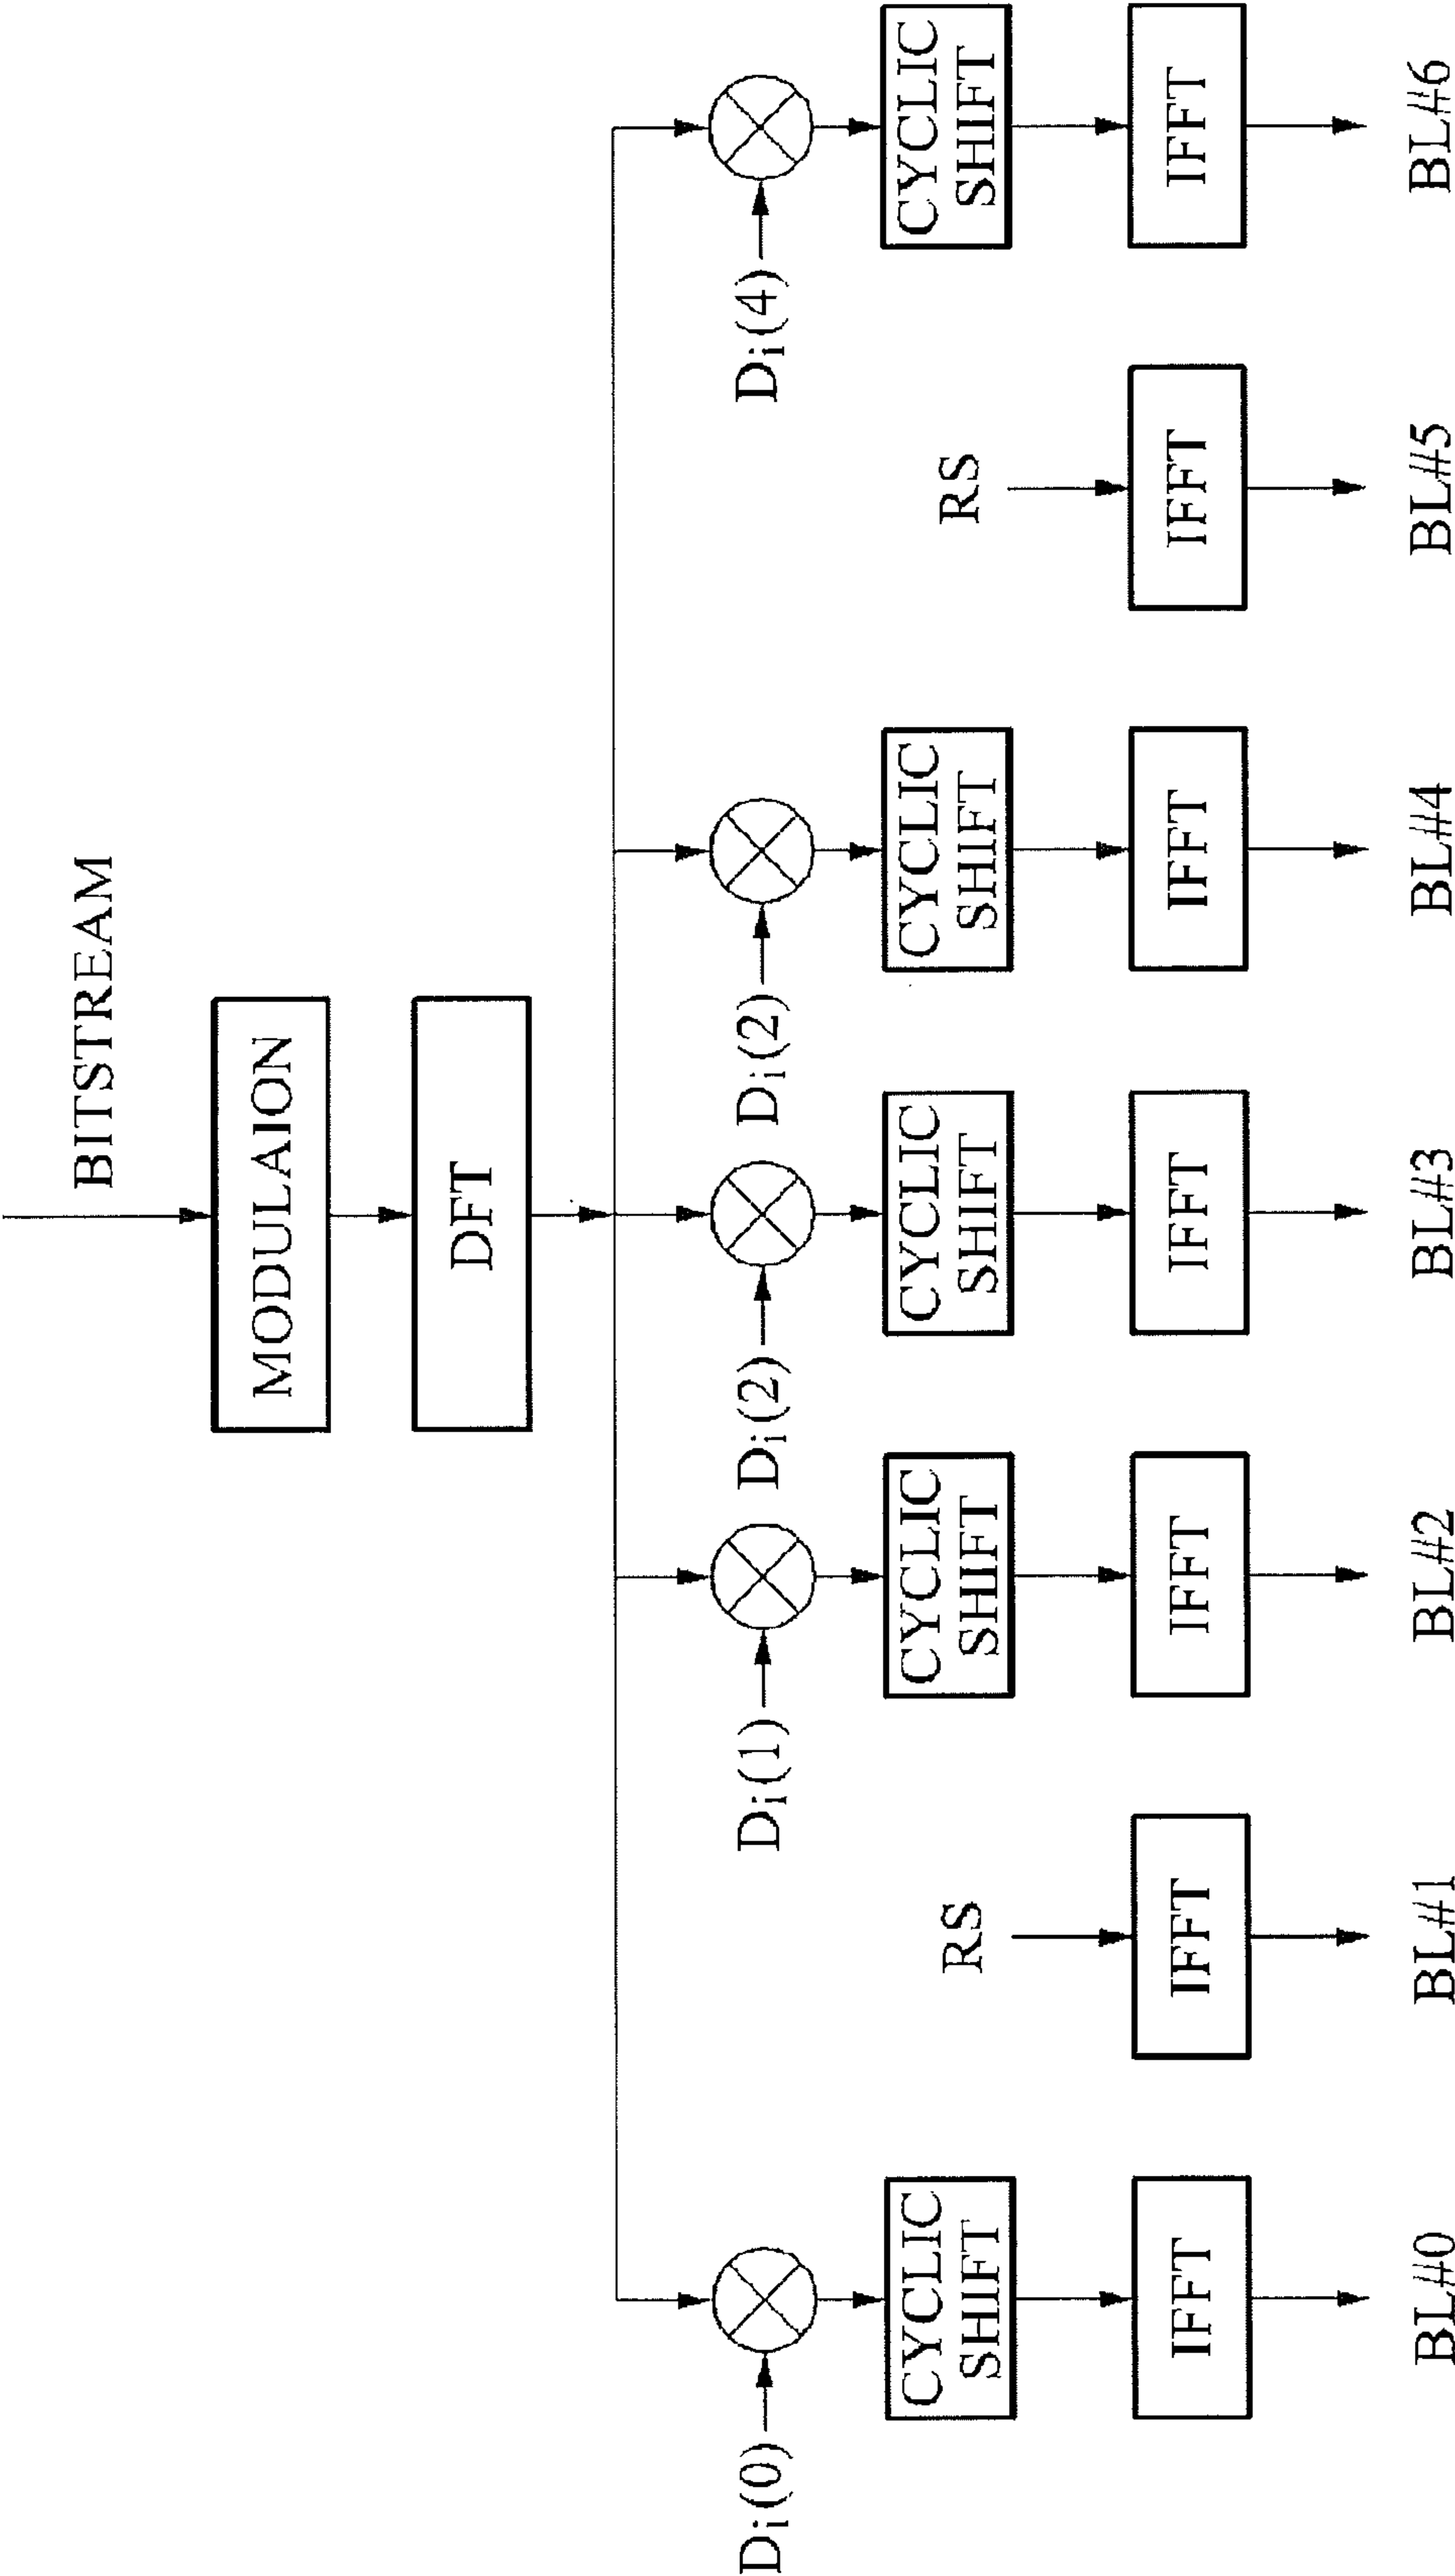 BITSTREAM
MODULAION
DFT
Di(0)
Di(1)
Di(2)
Di(2)
Di(4)
CYCLIC
SHIFT
RS
CYCLIC
SHIFT
CYCLIC
SHIFT
CYCLIC
SHIFT
RS
CYCLIC
SHIFT
IFFT
IFFT
IFFT
IFFT
IFFT
IFFT
IFFT
BL#0
BL#1
BL#2
BL#3
BL#4
BL#5
BL#6